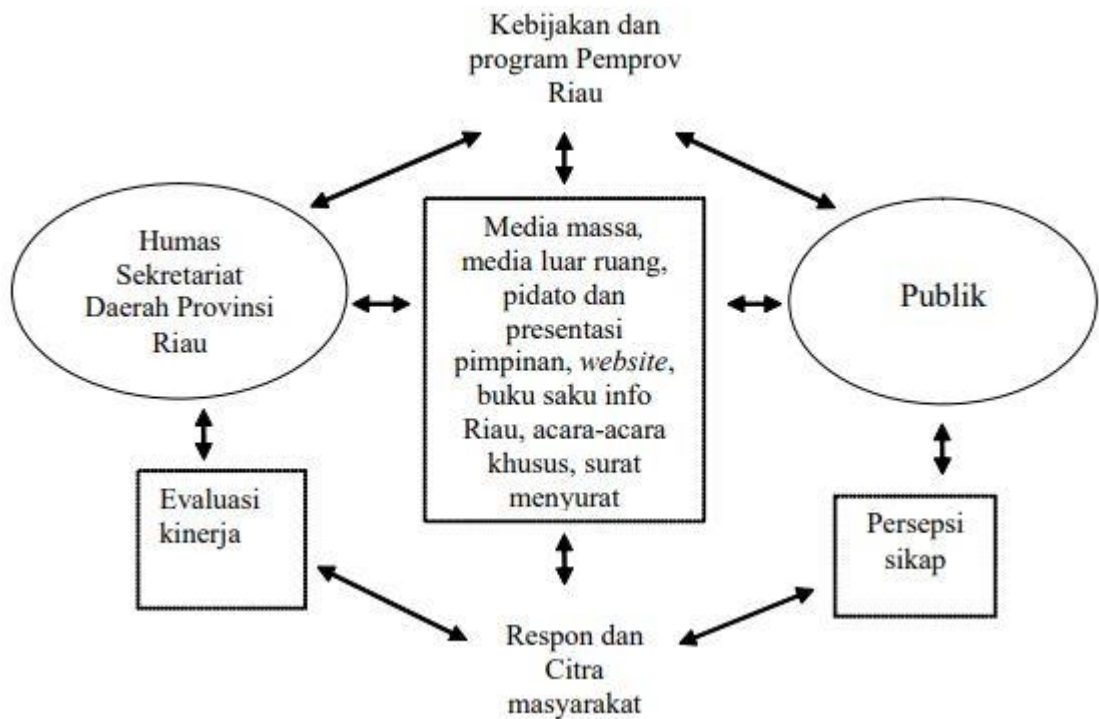 Kebijakan dan
program Pemprov
Riau
Humas
Sekretariat
Daerah Provinsi
Riau
Media massa,
media luar ruang,
pidato dan
presentasi
pimpinan, website,
buku saku info
Riau, acara-acara
khusus, surat
menyurat
Publik
Evaluasi
kinerja
Persepsi
sikap
Respon dan
Citra
masyarakat